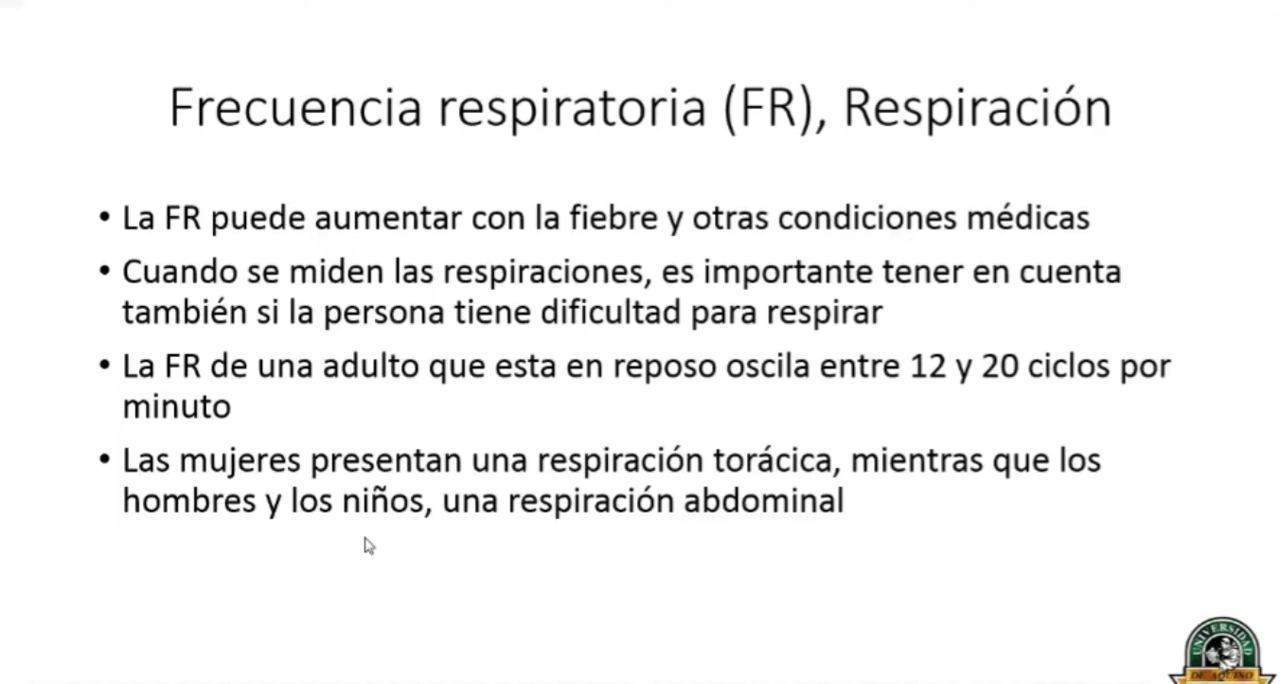 Frecuencia respiratoria (FR), Respiración
• La FR puede aumentar con la fiebre y otras condiciones médicas
• Cuando se miden las respiraciones, es importante tener en cuenta
también si la persona tiene dificultad para respirar
• La FR de una adulto que esta en reposo oscila entre 12 y 20 ciclos por
minuto
• Las mujeres presentan una respiración torácica, mientras que los
hombres y los niños, una respiración abdominal
UNIVERSIDAD
DE AQUINO